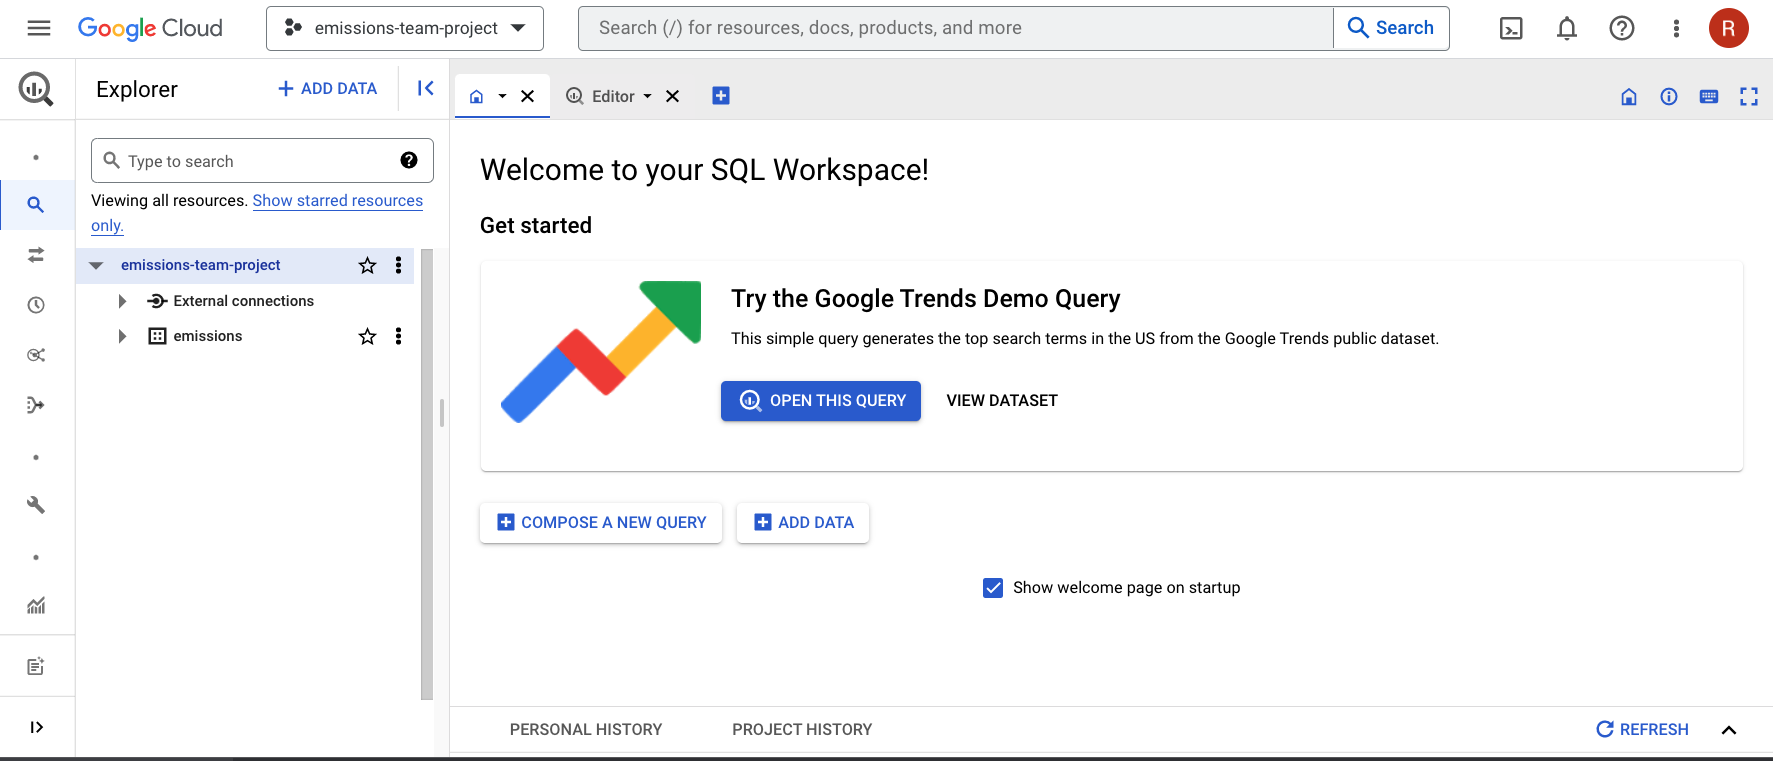 Google Cloud
emissions-team-project
Search (/) for resources, docs, products, and more
Search
R
Explorer
ADD DATA
Editor
Type to search
Viewing all resources. Show starred resources
only.
emissions-team-project
External connections
emissions
Welcome to your SQL Workspace!
Get started
Try the Google Trends Demo Query
This simple query generates the top search terms in the US from the Google Trends public dataset.
OPEN THIS QUERY
VIEW DATASET
COMPOSE A NEW QUERY
ADD DATA
Show welcome page on startup
PERSONAL HISTORY
PROJECT HISTORY
REFRESH